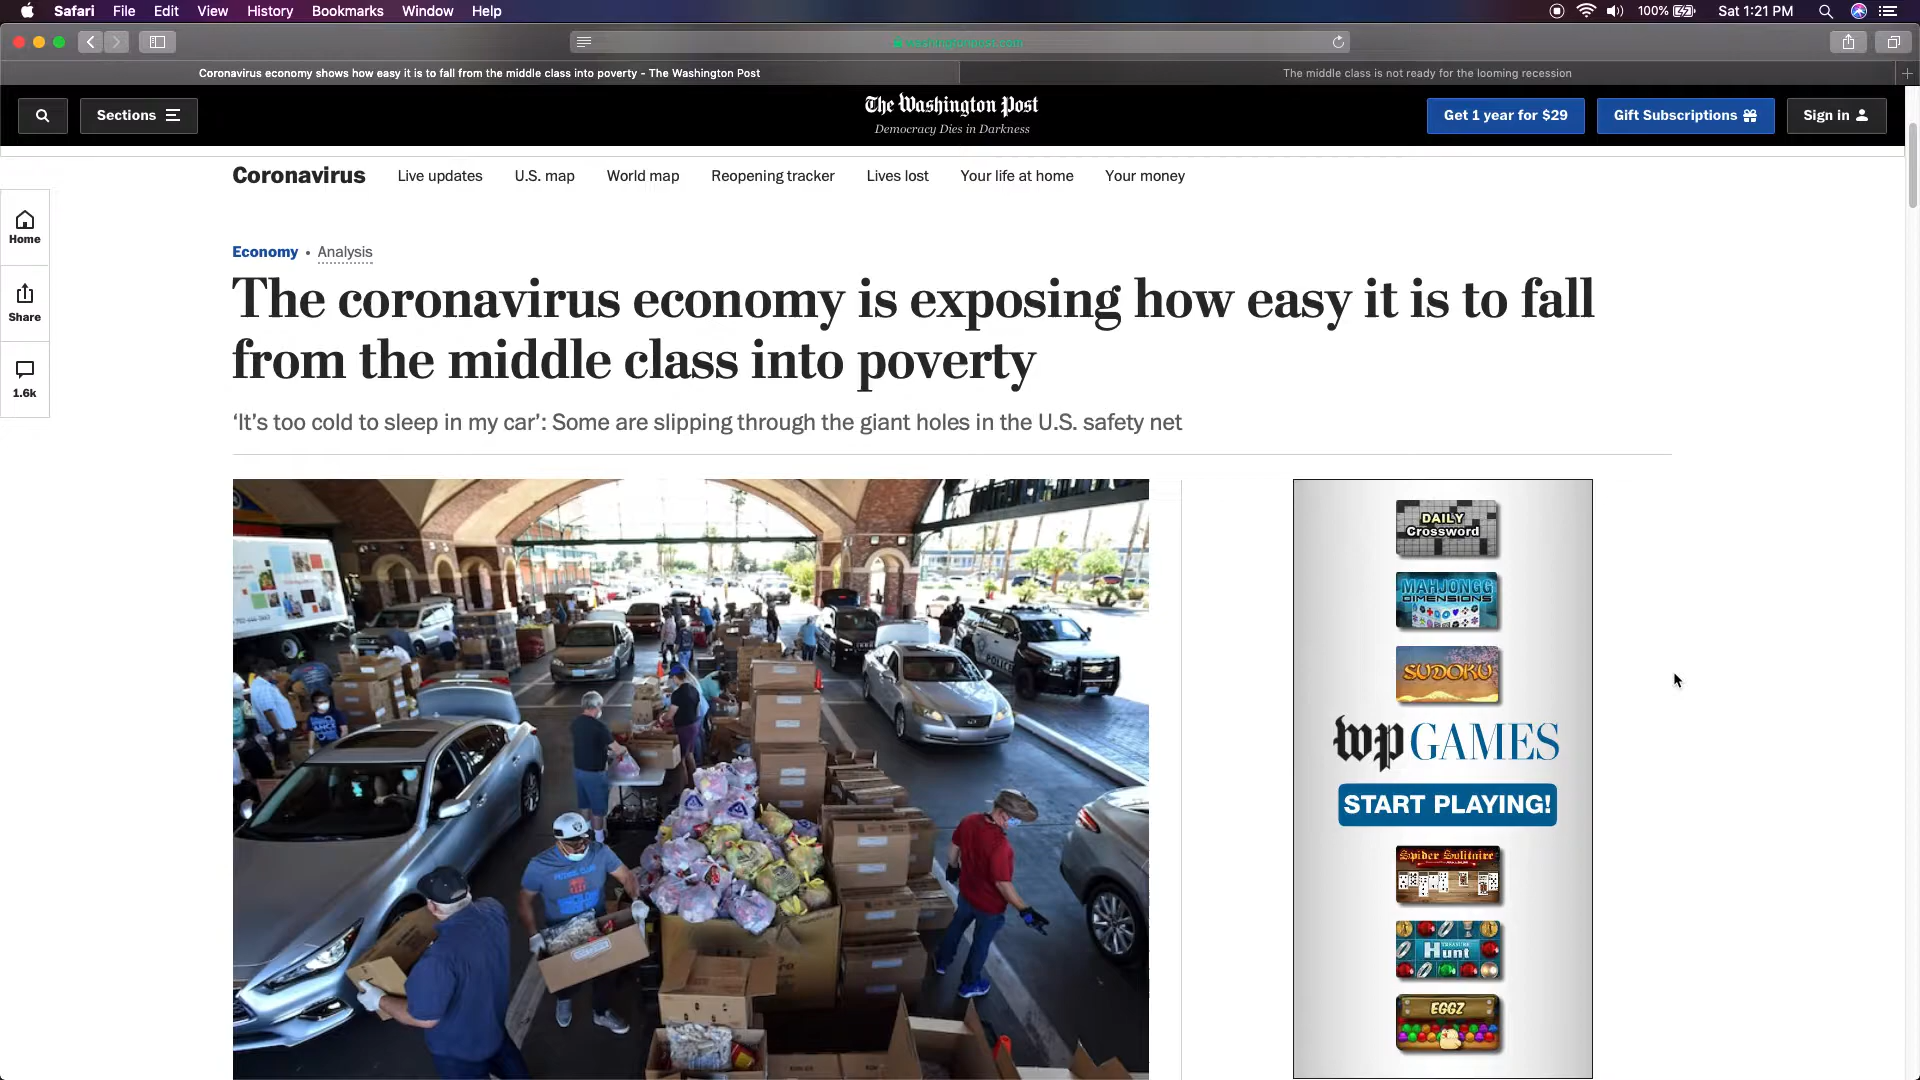 Safari File Edit View History Bookmarks Window Help 100% Sat 1:21 PM
washingtonpost.com
Coronavirus economy shows how easy it is to fall from the middle class into poverty - The Washington Post
The middle class is not ready for the looming recession
Sections
The Washington Post
Democracy Dies in Darkness
Get 1 year for $29
Gift Subscriptions
Sign in
Coronavirus Live updates U.S. map World map Reopening tracker Lives lost Your life at home Your money
Home
Share
1.6k
Economy • Analysis
The coronavirus economy is exposing how easy it is to fall
from the middle class into poverty
‘It’s too cold to sleep in my car’: Some are slipping through the giant holes in the U.S. safety net
POLICE
DAILY
Crossword
MAHJONGG
DIMENSIONS
SUDOKU
wp GAMES
START PLAYING!
Spider Solitaire
TREASURE
Hunt
EGGZ